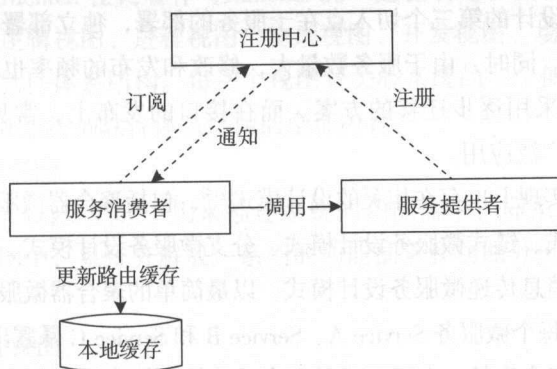 注册中心
订阅
注册
通知
服务消费者
调用
服务提供者
更新路由缓存
本地缓存